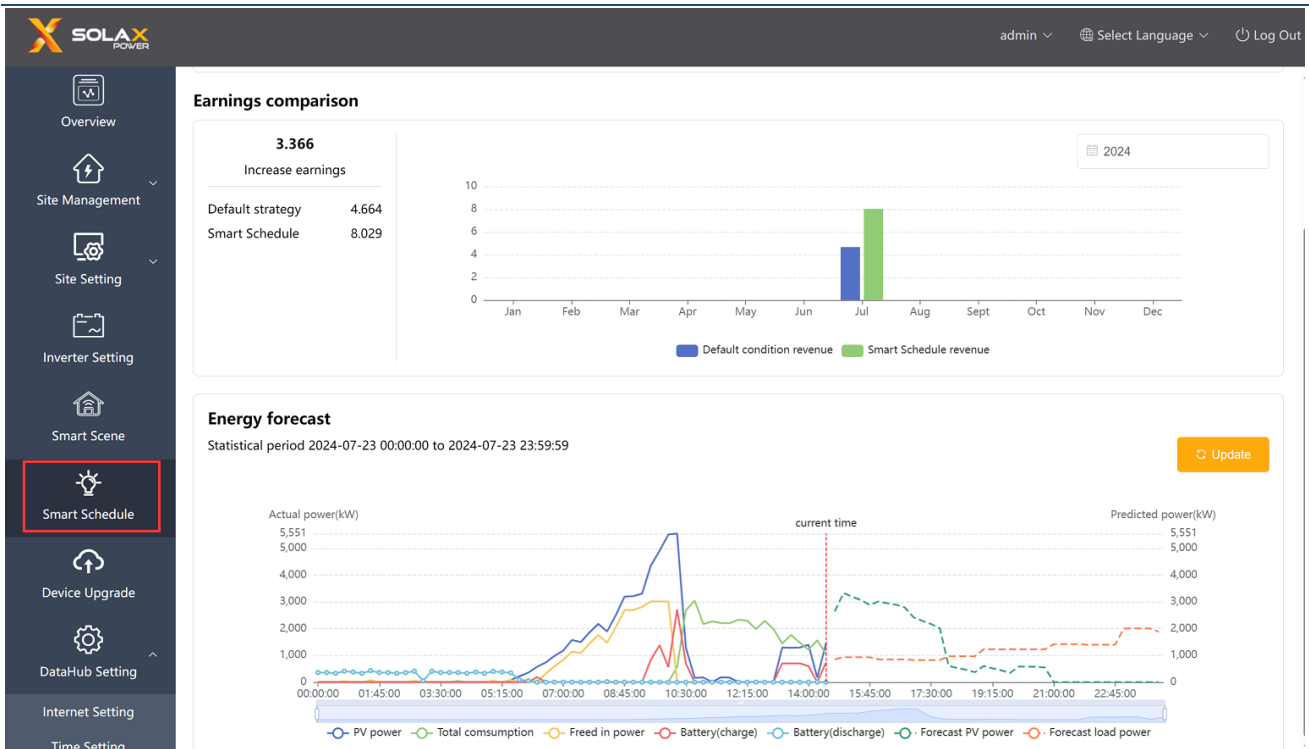 SOLAX
POWER
admin
Select Language
Log Out
Overview
Site Management
Site Setting
Inverter Setting
Smart Scene
Smart Schedule
Device Upgrade
DataHub Setting
Internet Setting
Time Setting
Earnings comparison
3.366
Increase earnings
Default strategy 4.664
Smart Schedule 8.029
2024
10
8
6
4
2
0
Jan Feb Mar Apr May Jun Jul Aug Sept Oct Nov Dec
Default condition revenue Smart Schedule revenue
Energy forecast
Statistical period 2024-07-23 00:00:00 to 2024-07-23 23:59:59
Update
Actual power(kW) current time Predicted power(kW)
5,551 5,551
5,000 5,000
4,000 4,000
3,000 3,000
2,000 2,000
1,000 1,000
0 0
00:00:00 01:45:00 03:30:00 05:15:00 07:00:00 08:45:00 10:30:00 12:15:00 14:00:00 15:45:00 17:30:00 19:15:00 21:00:00 22:45:00
PV power Total comsumption Freed in power Battery(charge) Battery(discharge) Forecast PV power Forecast load power